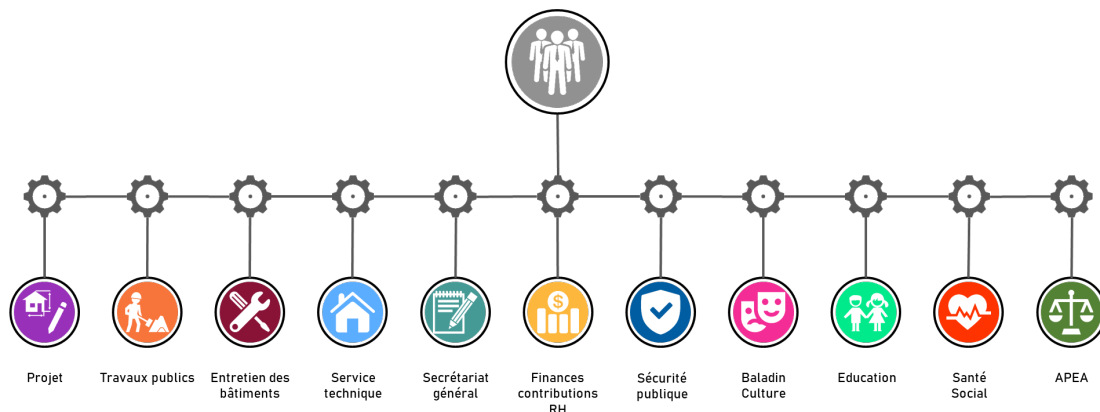 Projet
Travaux publics
Entretien des
bâtiments
Service
technique
Secrétariat
général
Finances
contributions
RH
Sécurité
publique
Baladin
Culture
Education
Santé
Social
APEA
$